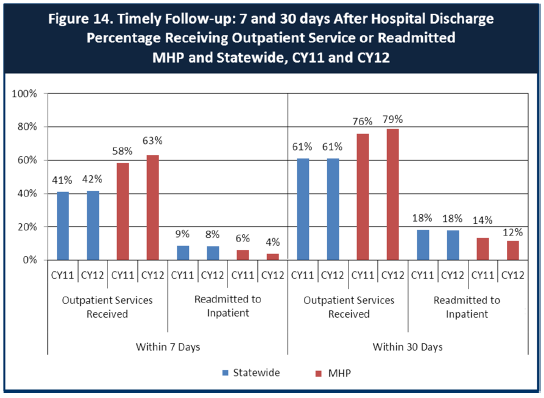 Figure 14. Timely Follow-up: 7 and 30 days After Hospital Discharge
Percentage Receiving Outpatient Service or Readmitted
MHP and Statewide, CY11 and CY12
100%
80%
60%
40%
20%
0%
41%
42%
58%
63%
9%
8%
6%
4%
61%
61%
76%
79%
18%
18%
14%
12%
CY11 CY12 CY11 CY12 CY11 CY12 CY11 CY12 CY11 CY12 CY11 CY12 CY11 CY12 CY11 CY12
Outpatient Services
Received
Readmitted to
Inpatient
Outpatient Services
Received
Readmitted to
Inpatient
Within 7 Days
Within 30 Days
Statewide
MHP